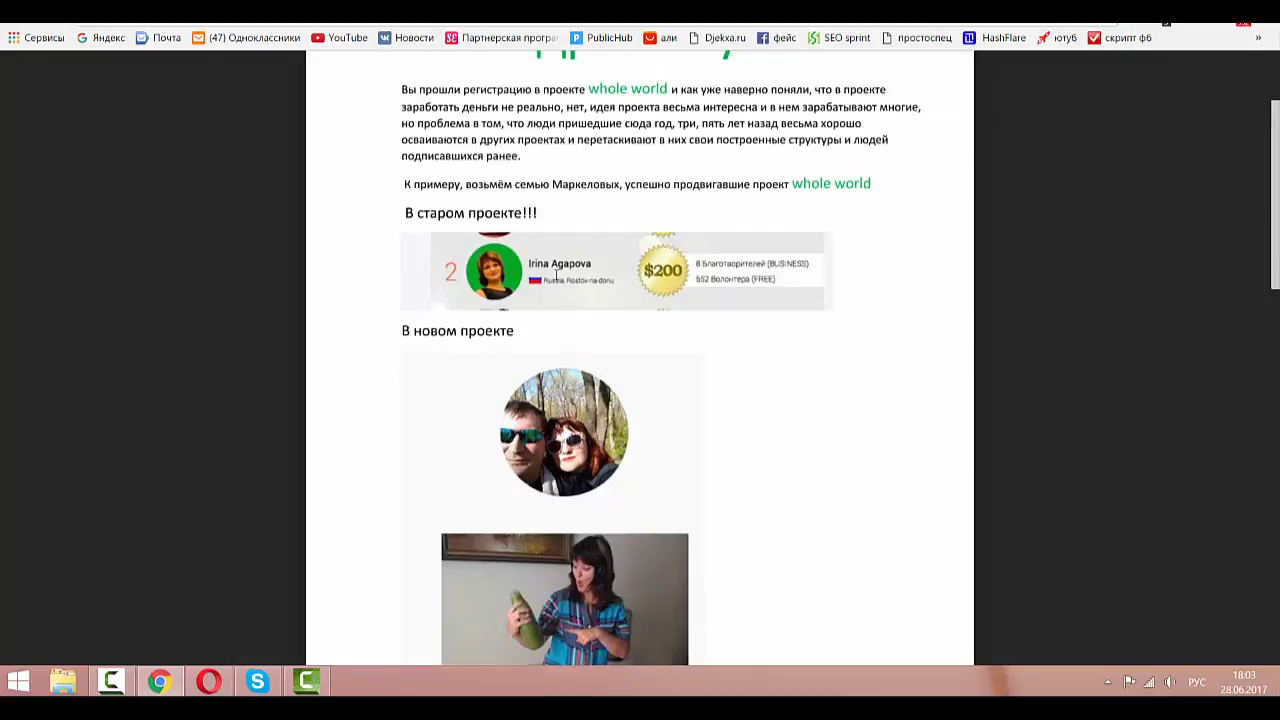 Сервисы Яндекс Почта (47) Одноклассники YouTube Новости Партнерская програ PublicHub али Djekxa.ru фейс SEO sprint простоспец HashFlare ютуб скрипт фб »
Вы прошли регистрацию в проекте whole world и как уже наверно поняли, что в проекте
заработать деньги не реально, нет, идея проекта весьма интересна и в нем зарабатывают многие,
но проблема в том, что люди пришедшие сюда год, три, пять лет назад весьма хорошо
осваиваются в других проектах и перетаскивают в них свои построенные структуры и людей
подписавшихся ранее.
К примеру, возьмём семью Маркеловых, успешно продвигавшие проект whole world
В старом проекте!!!
2 Irina Agapova $200 8 Благотворителей (BUSINESS)
Russia, Rostov-na-donu 552 Волонтера (FREE)
В новом проекте
РУС 18:03
28.06.2017